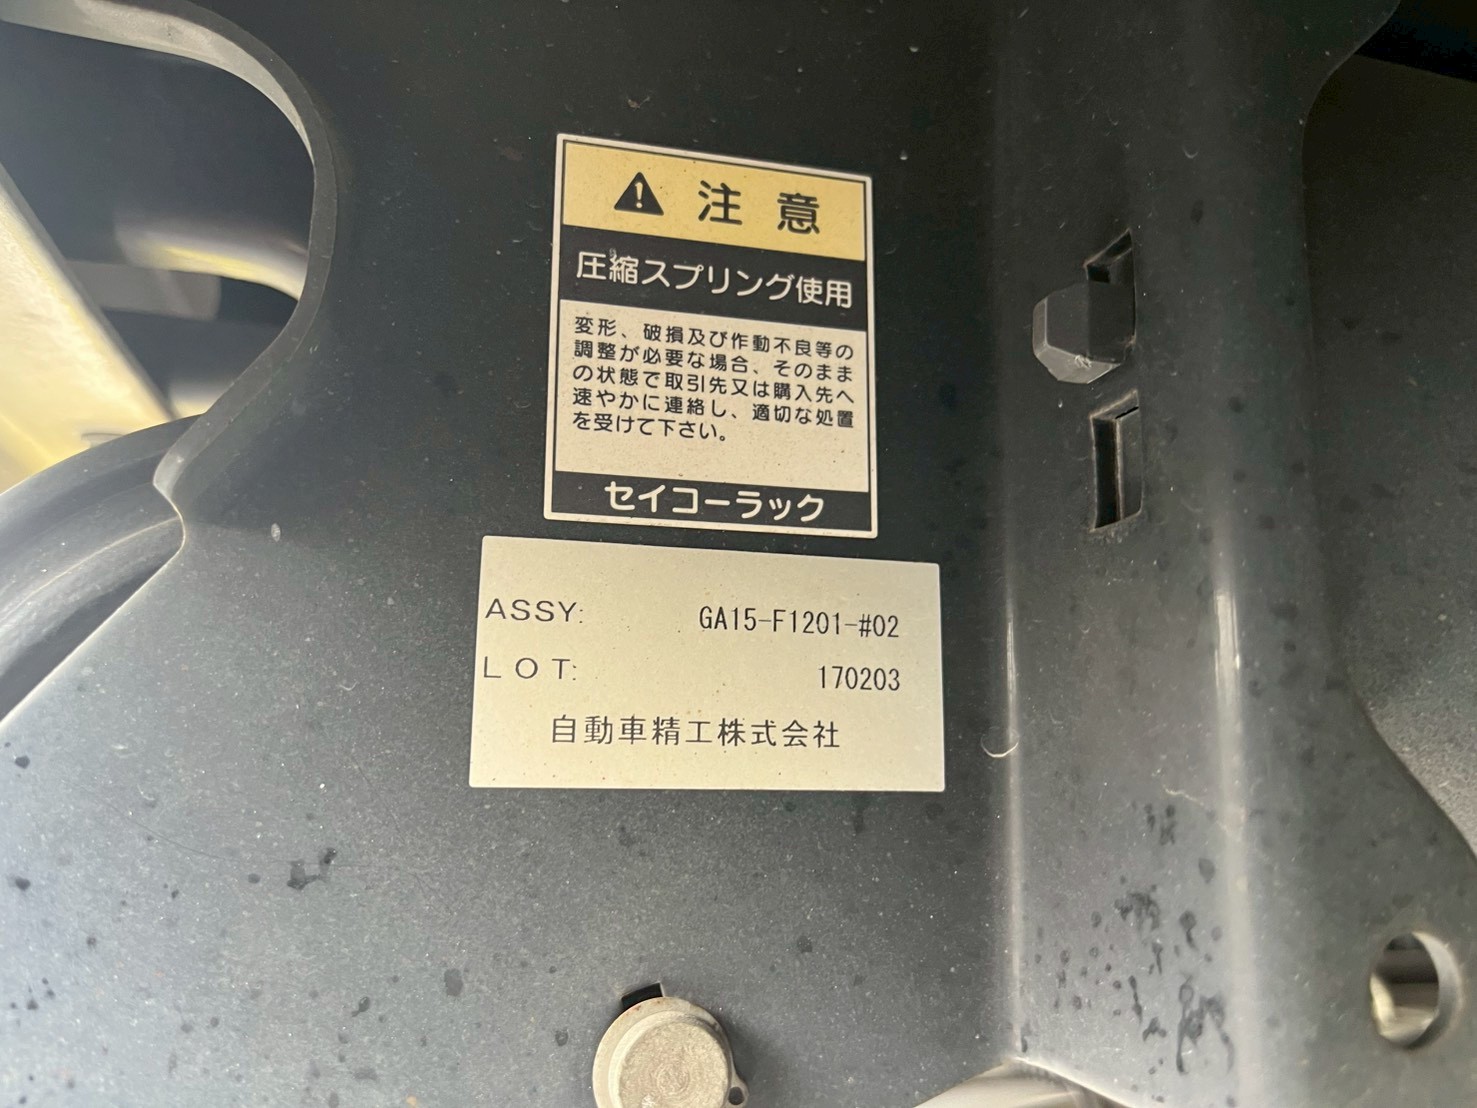 注意
圧縮スプリング使用
変形、破損及び作動不良等の
調整が必要な場合、そのまま
の状態で取引先又は購入先へ
速やかに連絡し、適切な処置
を受けて下さい。
セイコーラック
ASSY: GA15-F1201-#02
LOT: 170203
自動車精工株式会社